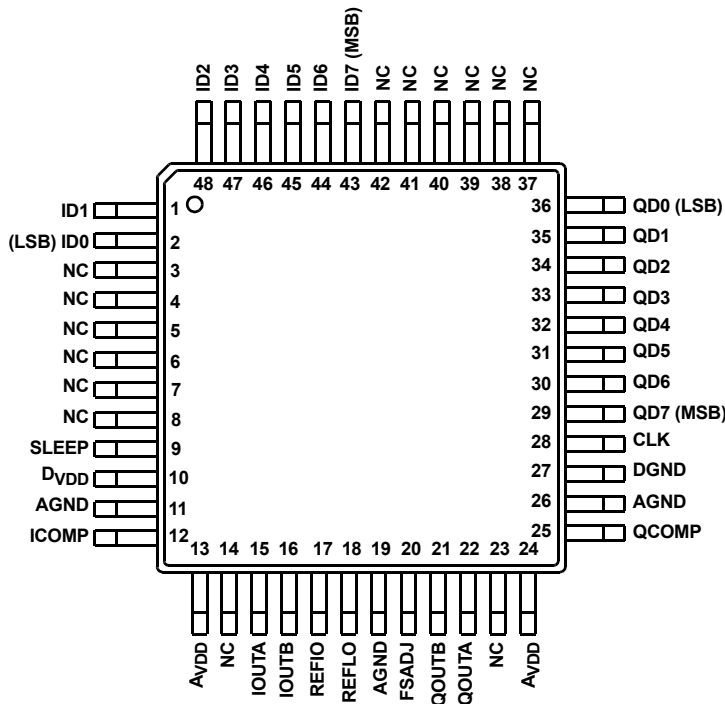 ID2
ID3
ID4
ID5
ID6
ID7 (MSB)
NC
NC
NC
NC
NC
NC
48 47 46 45 44 43 42 41 40 39 38 37
ID1 1
(LSB) ID0 2
NC 3
NC 4
NC 5
NC 6
NC 7
NC 8
SLEEP 9
DVDD 10
AGND 11
ICOMP 12
36 QD0 (LSB)
35 QD1
34 QD2
33 QD3
32 QD4
31 QD5
30 QD6
29 QD7 (MSB)
28 CLK
27 DGND
26 AGND
25 QCOMP
13 14 15 16 17 18 19 20 21 22 23 24
AVDD
NC
IOUTA
IOUTB
REFIO
REFLO
AGND
FSADJ
QOUTB
QOUTA
NC
AVDD